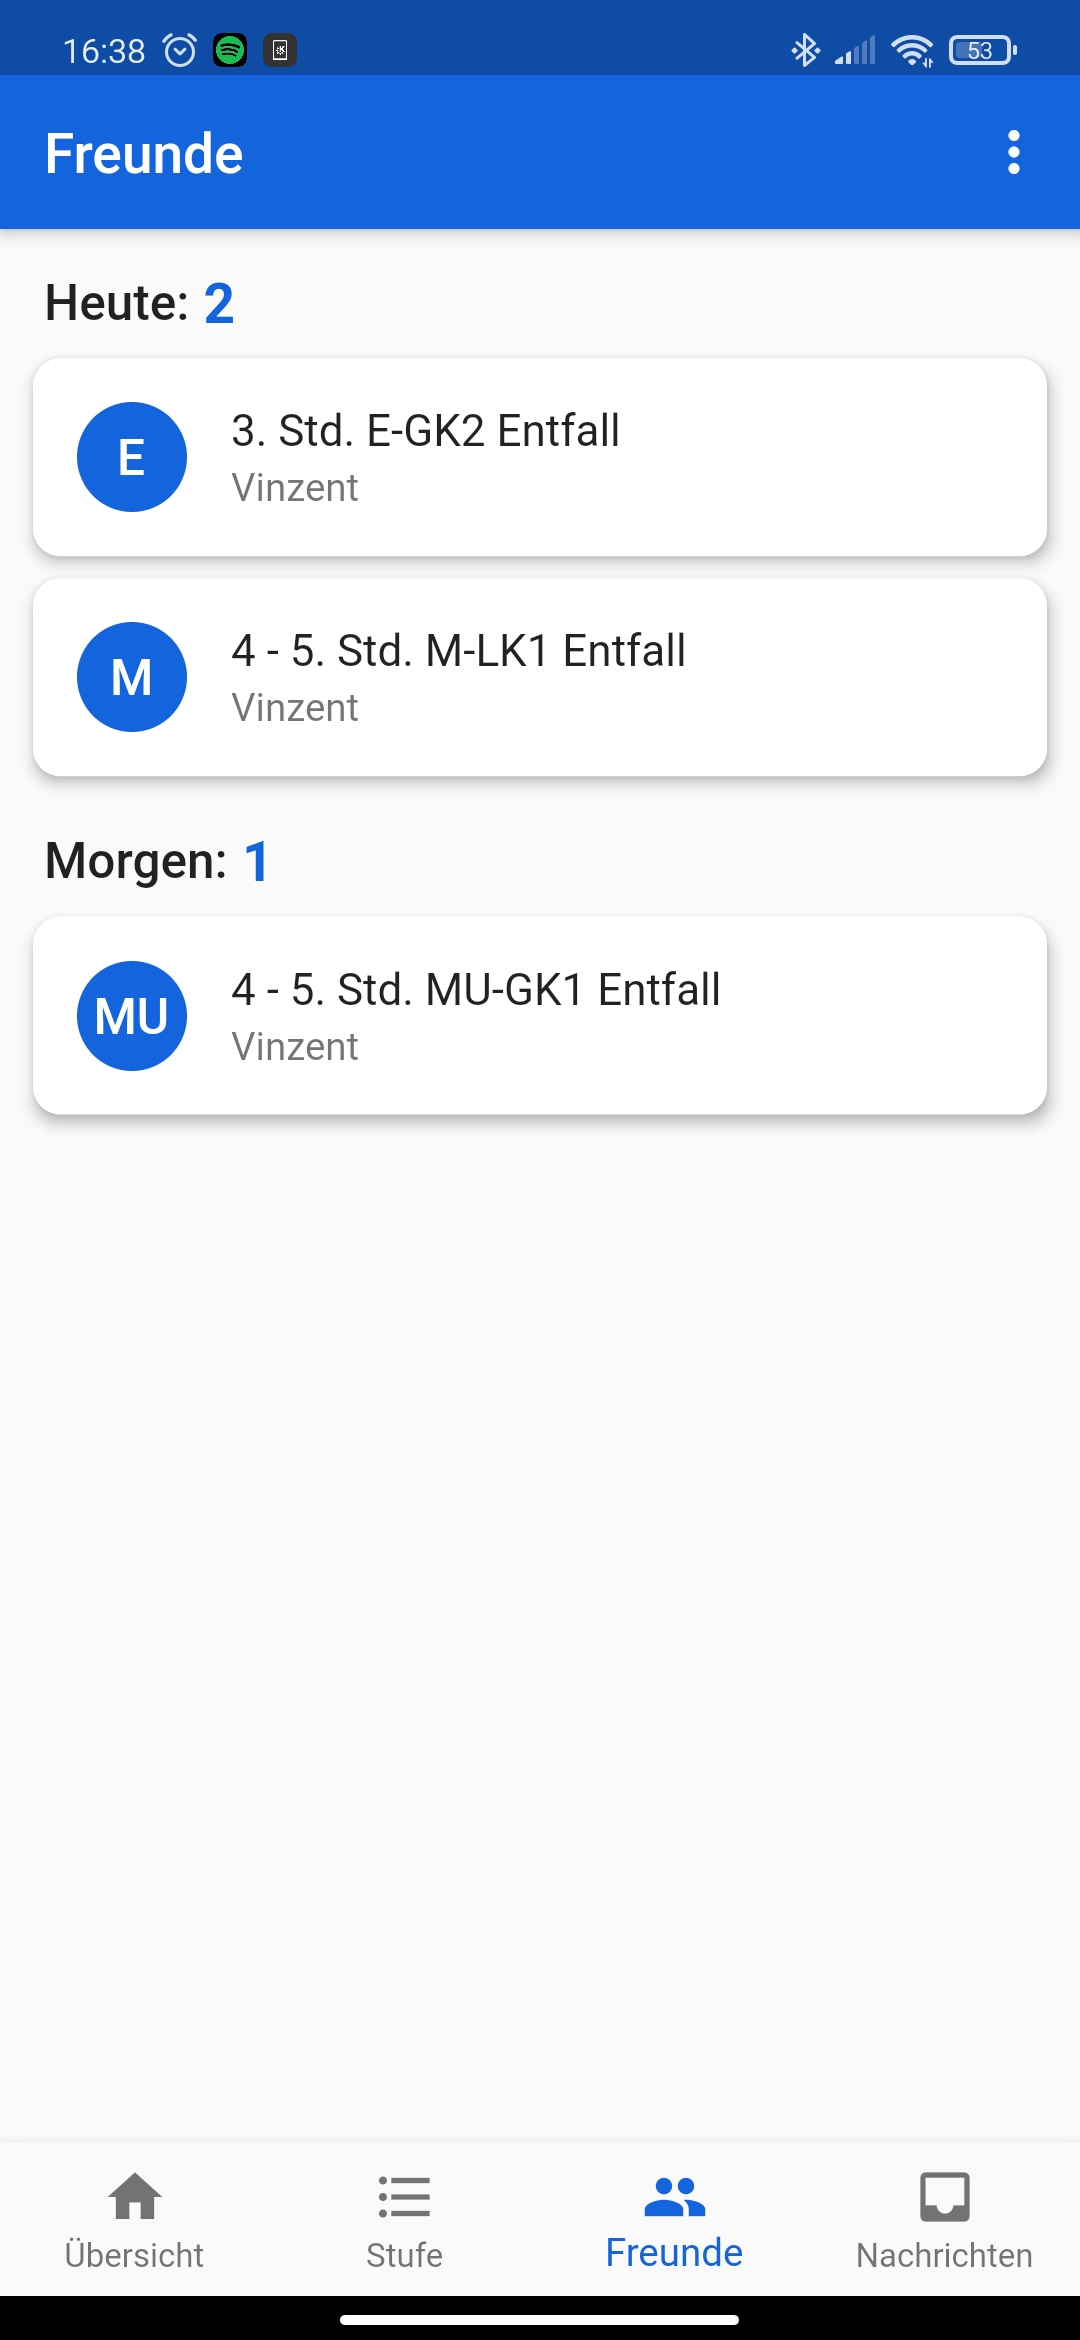 16:38
53
Freunde
Heute: 2
E
3. Std. E-GK2 Entfall
Vinzent
M
4 - 5. Std. M-LK1 Entfall
Vinzent
Morgen: 1
MU
4 - 5. Std. MU-GK1 Entfall
Vinzent
Übersicht
Stufe
Freunde
Nachrichten